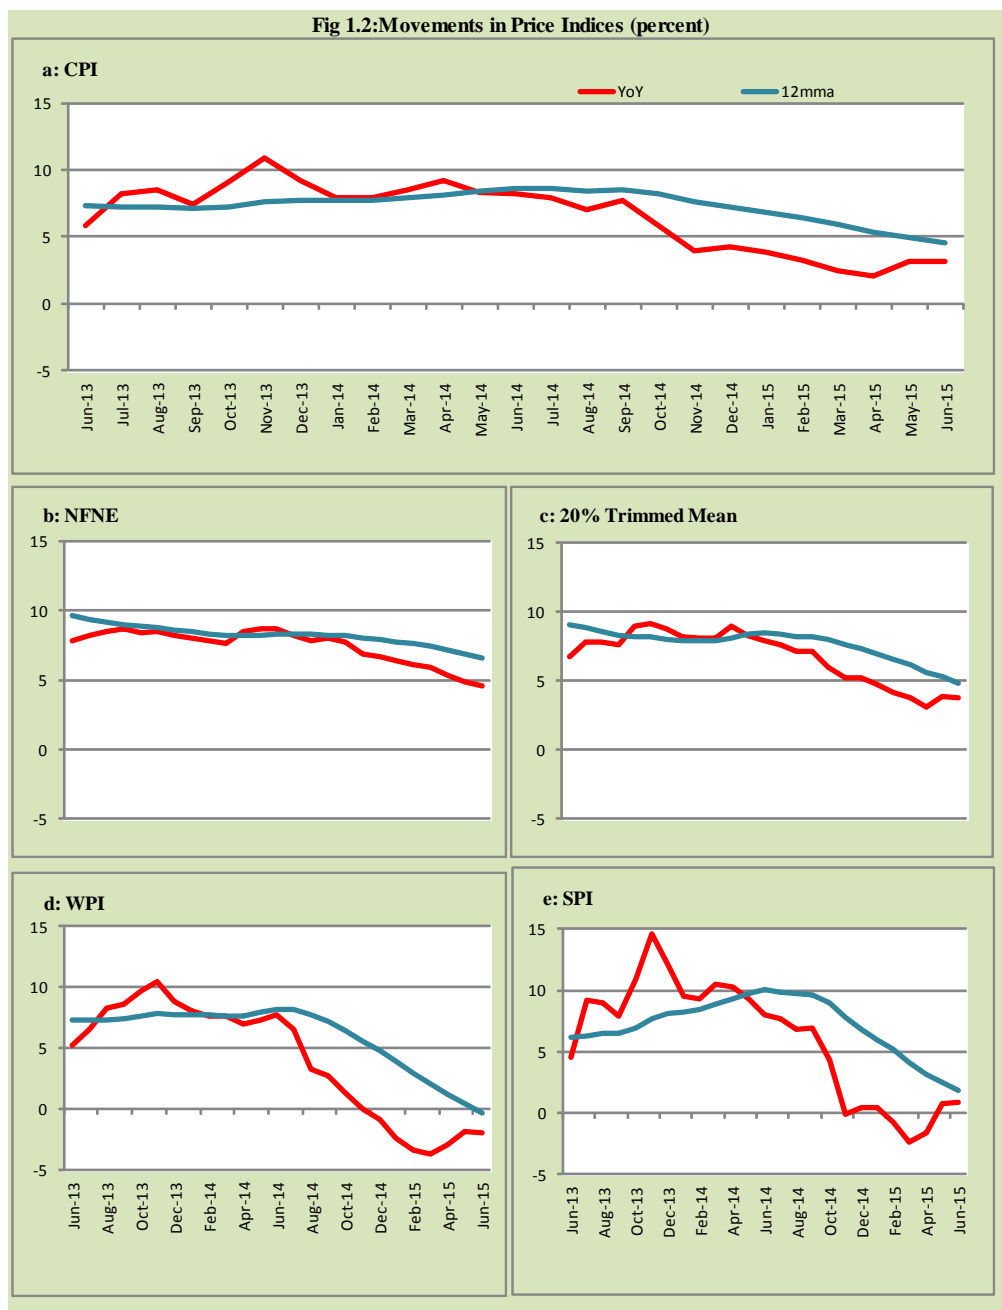 Fig 1.2:Movements in Price Indices (percent)
a: CPI
YoY 12mma
15
10
5
0
-5
Jun-13 Jul-13 Aug-13 Sep-13 Oct-13 Nov-13 Dec-13 Jan-14 Feb-14 Mar-14 Apr-14 May-14 Jun-14 Jul-14 Aug-14 Sep-14 Oct-14 Nov-14 Dec-14 Jan-15 Feb-15 Mar-15 Apr-15 May-15 Jun-15
b: NFNE
15
10
5
0
-5
c: 20% Trimmed Mean
15
10
5
0
-5
d: WPI
15
10
5
0
-5
Jun-13 Aug-13 Oct-13 Dec-13 Feb-14 Apr-14 Jun-14 Aug-14 Oct-14 Dec-14 Feb-15 Apr-15 Jun-15
e: SPI
15
10
5
0
-5
Jun-13 Aug-13 Oct-13 Dec-13 Feb-14 Apr-14 Jun-14 Aug-14 Oct-14 Dec-14 Feb-15 Apr-15 Jun-15